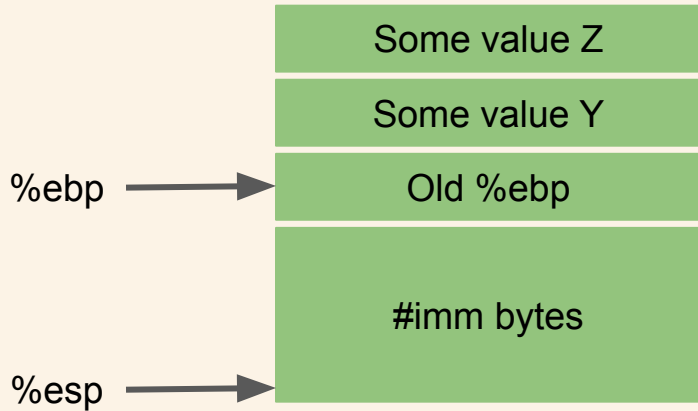 Some value Z
Some value Y
%ebp
Old %ebp
#imm bytes
%esp